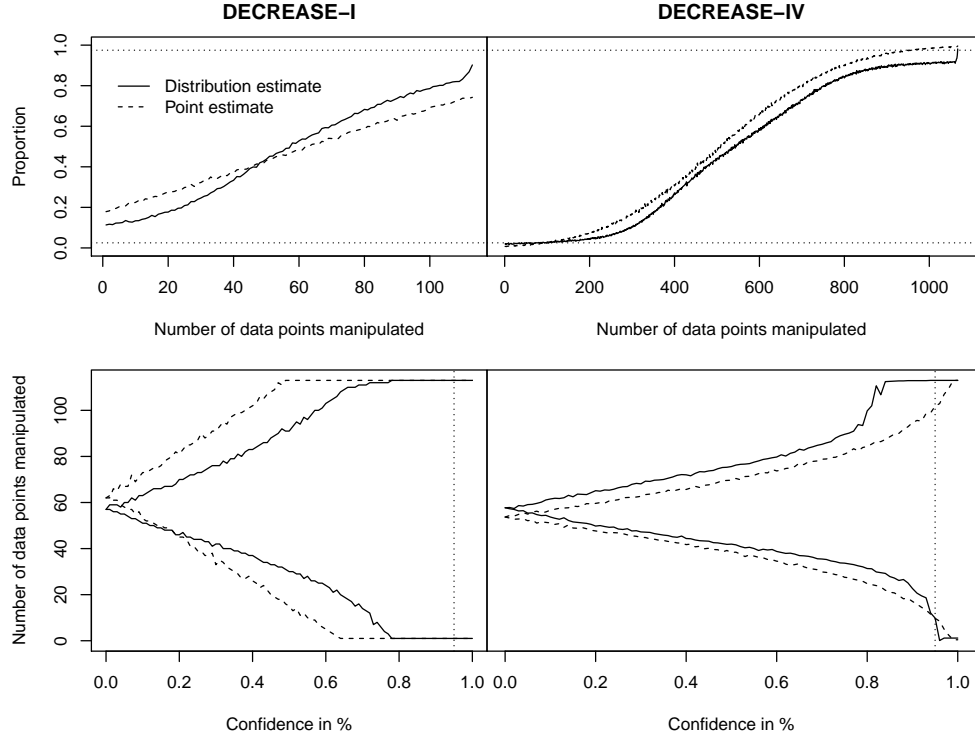 DECREASE−I
DECREASE−IV
Proportion
0.0 0.2 0.4 0.6 0.8 1.0
Distribution estimate
Point estimate
0 20 40 60 80 100
0 200 400 600 800 1000
Number of data points manipulated
Number of data points manipulated
Number of data points manipulated
0 20 40 60 80 100
0.0 0.2 0.4 0.6 0.8 1.0
0.0 0.2 0.4 0.6 0.8 1.0
Confidence in %
Confidence in %